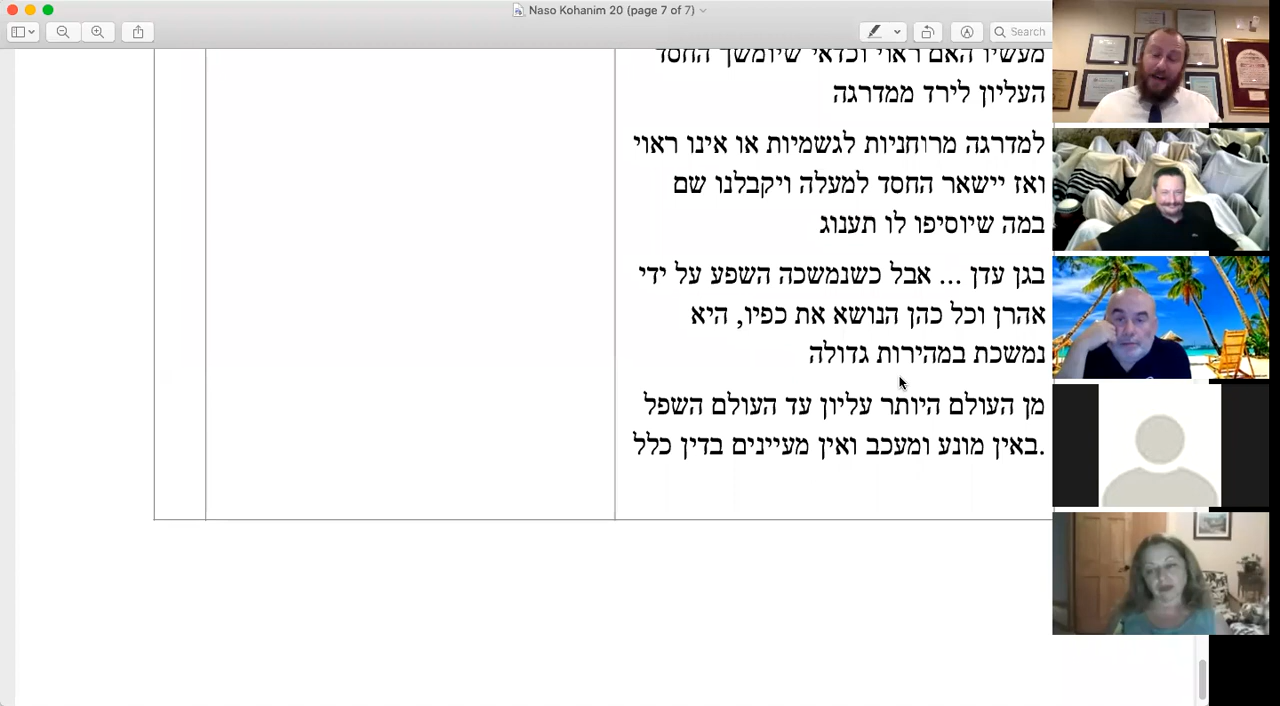 Naso Kohanim 20 (page 7 of 7)
Search
מעשיו האם ראוי וכדאי שיומשך החסד
העליון לירד ממדרגה
למדרגה מרוחניות לגשמיות או אינו ראוי
ואז יישאר החסד למעלה ויקבלנו שם
במה שיוסיפו לו תענוג
בגן עדן ... אבל כשנמשכה השפע על ידי
אהרן וכל כהן הנושא את כפיו, היא
נמשכת במהירות גדולה
מן העולם היותר עליון עד העולם השפל
באין מונע ומעכב ואין מעיינים בדין כלל.